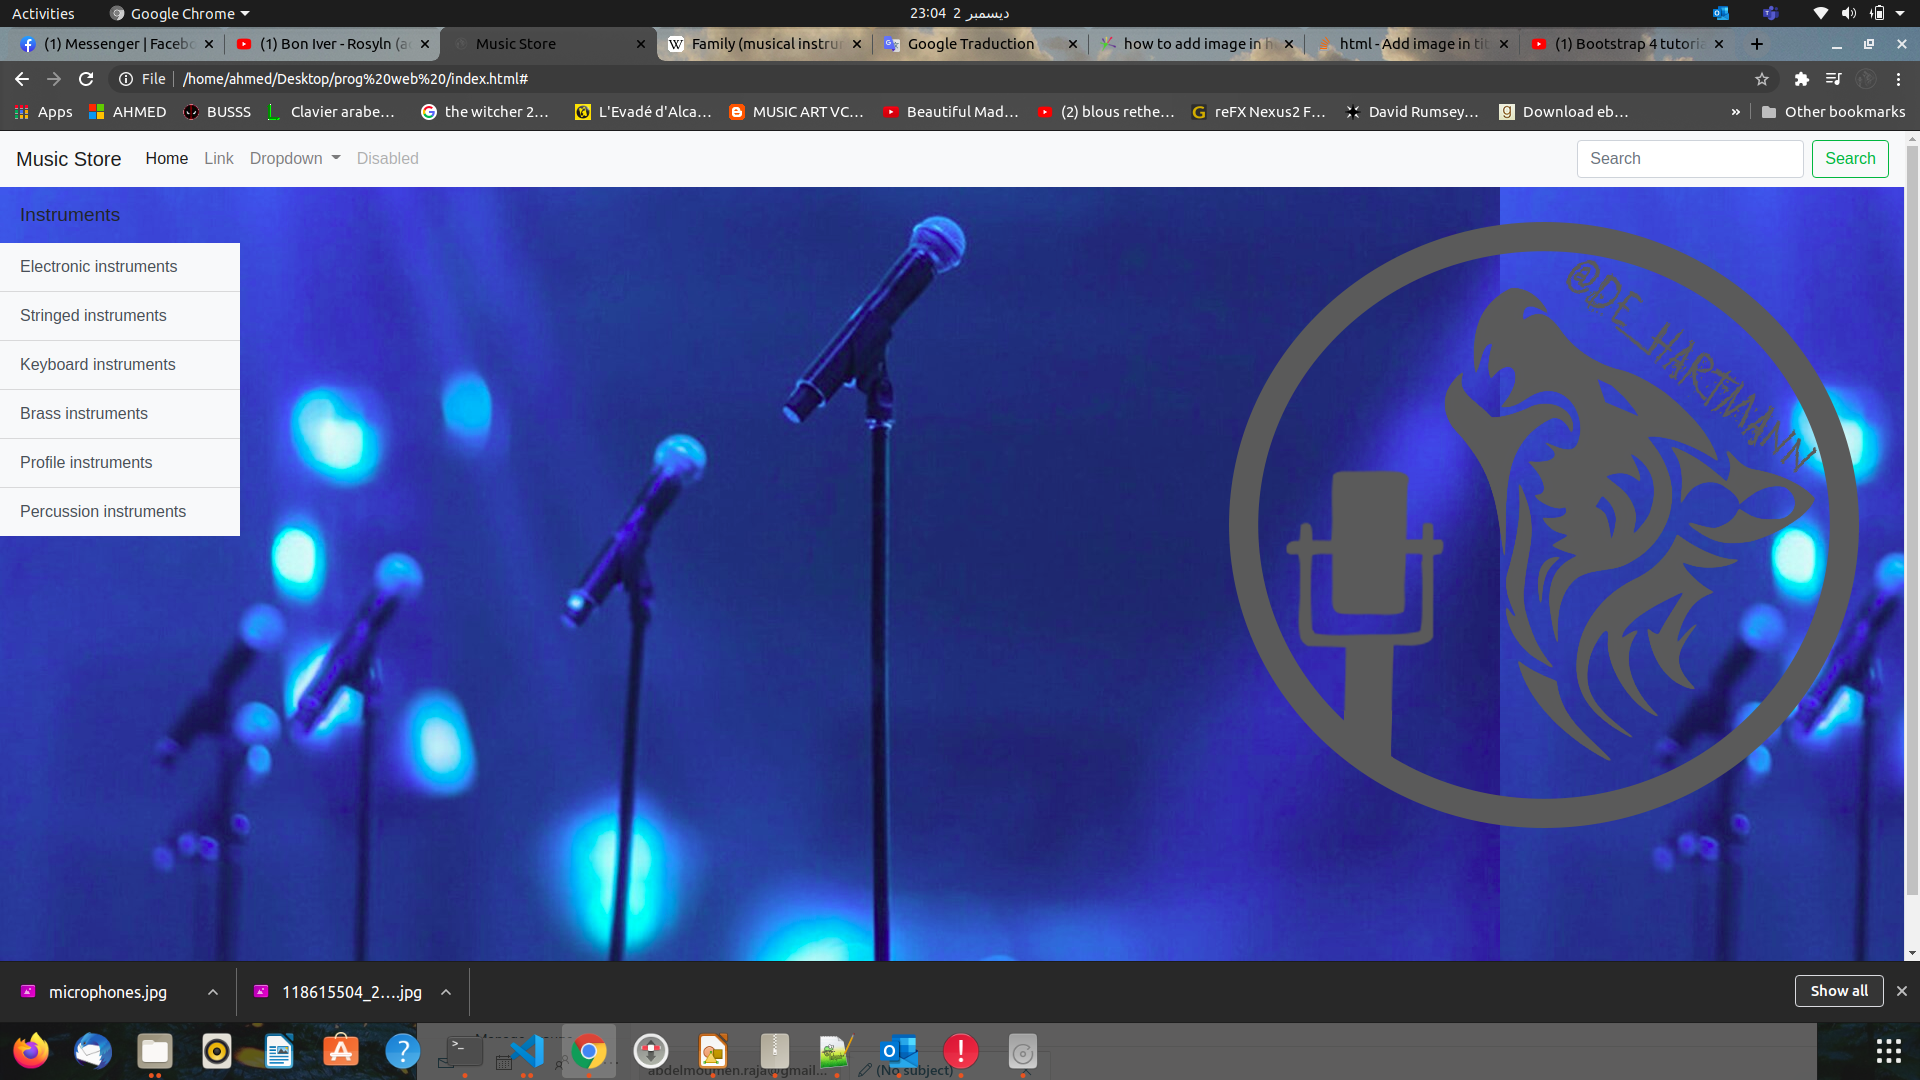 Activities
Google Chrome
23:04 2 ديسمبر
(1) Messenger | Facebo
(1) Bon Iver - Rosyln (a
Music Store
Family (musical instrum
Google Traduction
how to add image in h
html - Add image in tit
(1) Bootstrap 4 tutoria
File
/home/ahmed/Desktop/prog%20web%20/index.html#
Apps
AHMED
BUSSS
Clavier arabe...
the witcher 2...
L'Evadé d'Alca...
MUSIC ART VC...
Beautiful Mad...
(2) blous rethe...
reFX Nexus2 F...
David Rumsey...
Download eb...
»
Other bookmarks
Music Store
Home
Link
Dropdown
Disabled
Search
Search
Instruments
Electronic instruments
Stringed instruments
Keyboard instruments
Brass instruments
Profile instruments
Percussion instruments
@DE_HARTMANN
microphones.jpg
118615504_2....jpg
Show all
abdelmoumen.raja@gmail...
(No subject)